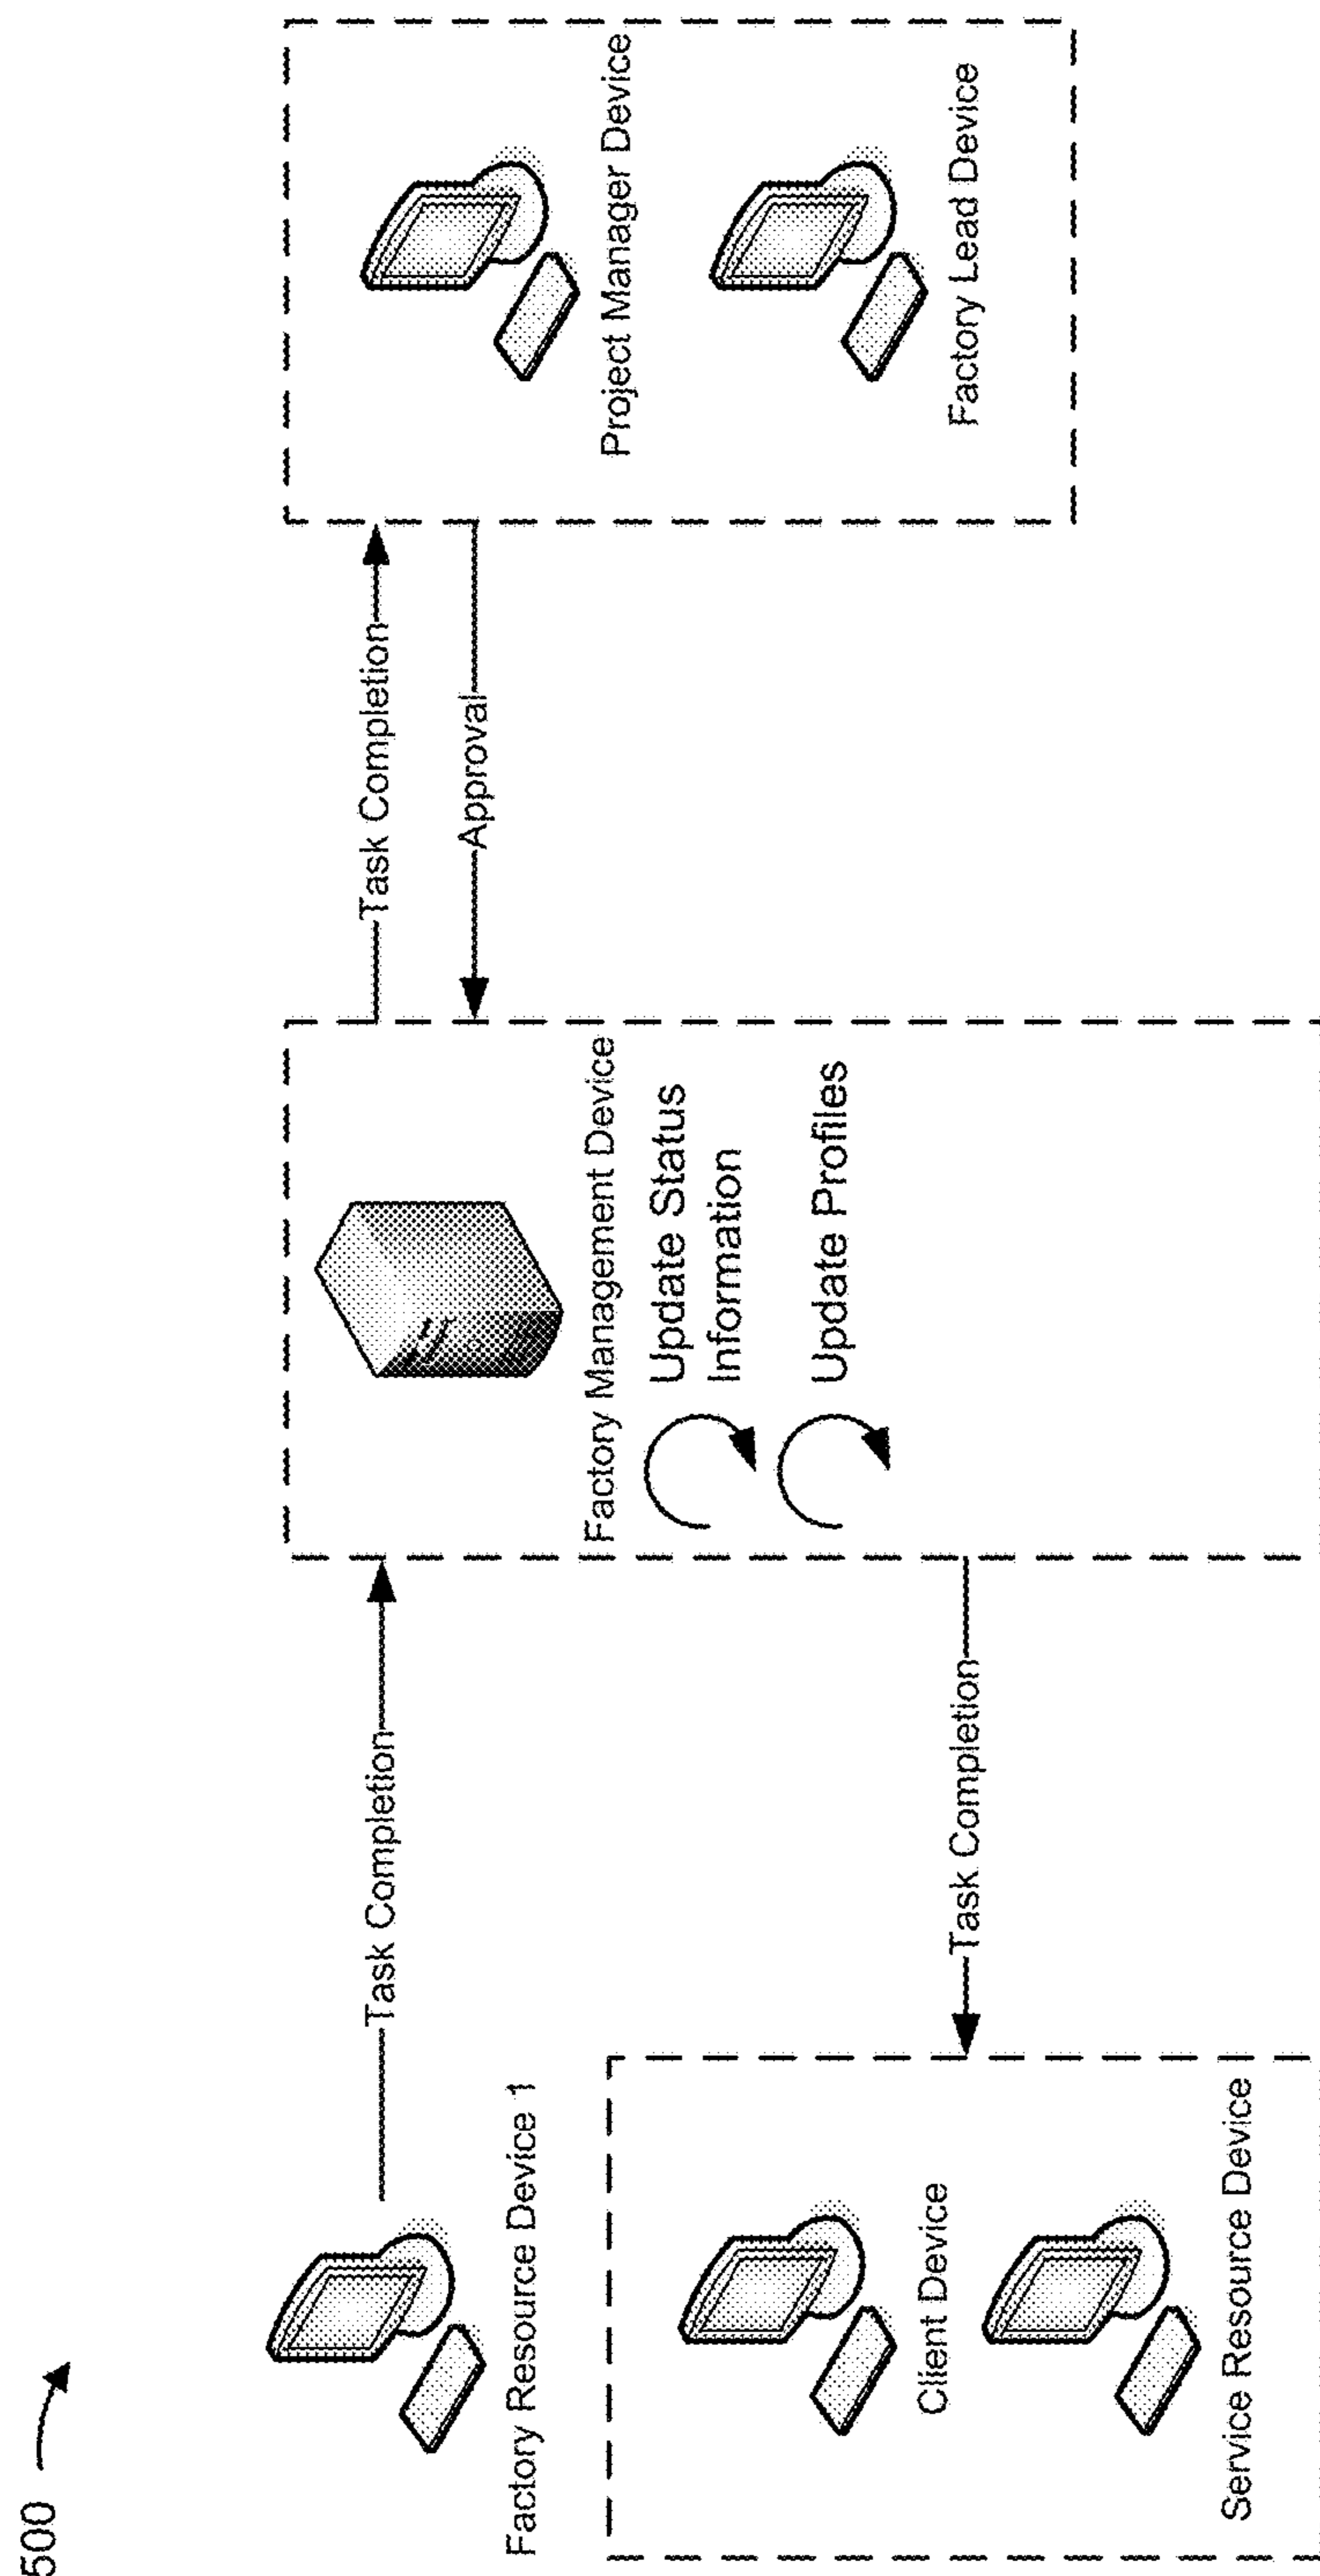 500
Factory Resource Device 1
Task Completion
Factory Management Device
Update Status
Information
Update Profiles
Task Completion
Approval
Project Manager Device
Factory Lead Device
Client Device
Service Resource Device
Task Completion